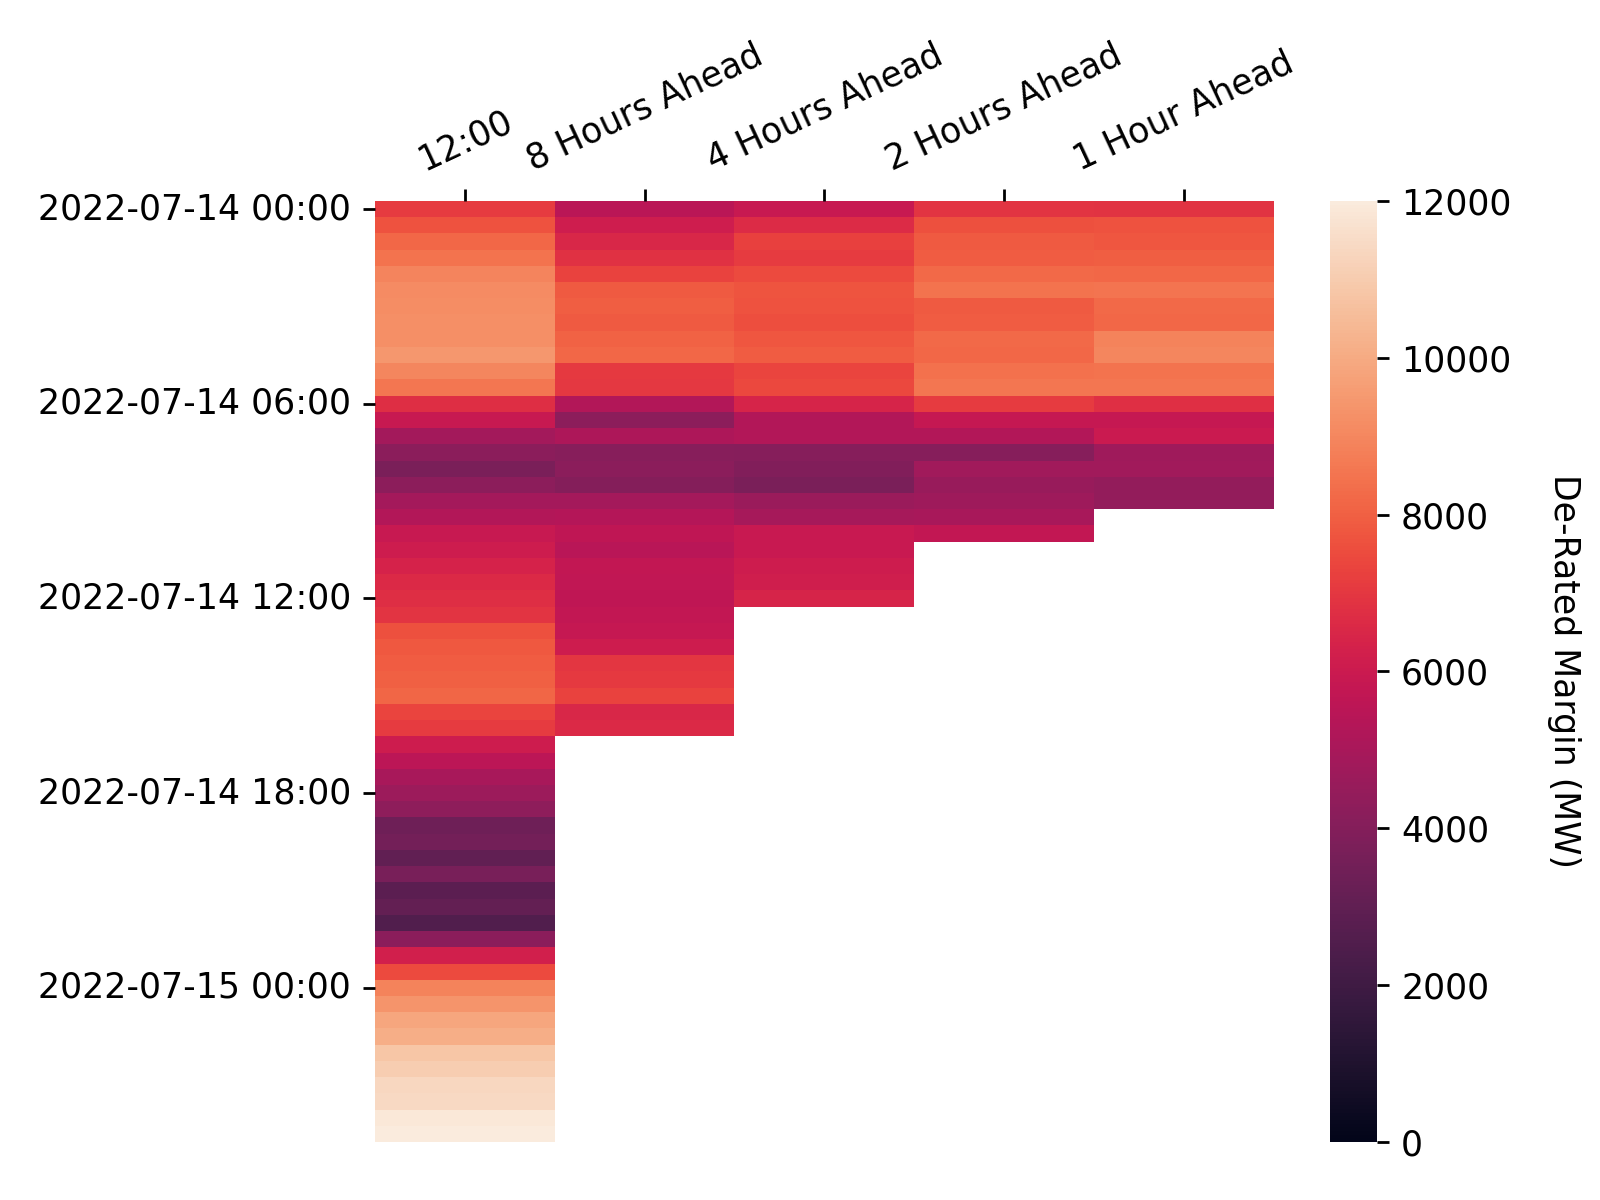 12:00
8 Hours Ahead
4 Hours Ahead
2 Hours Ahead
1 Hour Ahead
2022-07-14 00:00
2022-07-14 06:00
2022-07-14 12:00
2022-07-14 18:00
2022-07-15 00:00
12000
10000
8000
6000
4000
2000
0
De-Rated Margin (MW)